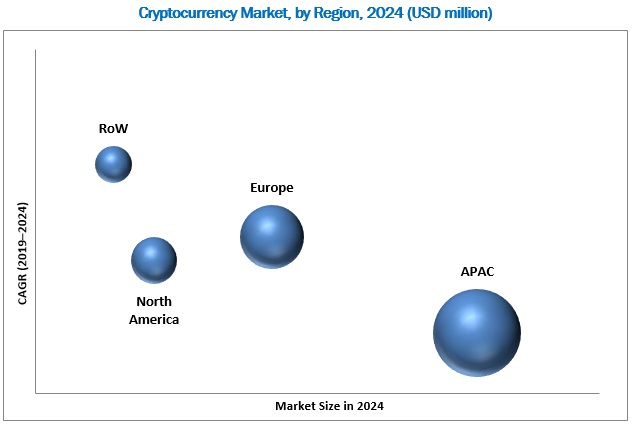 Cryptocurrency Market, by Region, 2024 (USD million)
RoW
Europe
North
America
APAC
CAGR (2019–2024)
Market Size in 2024